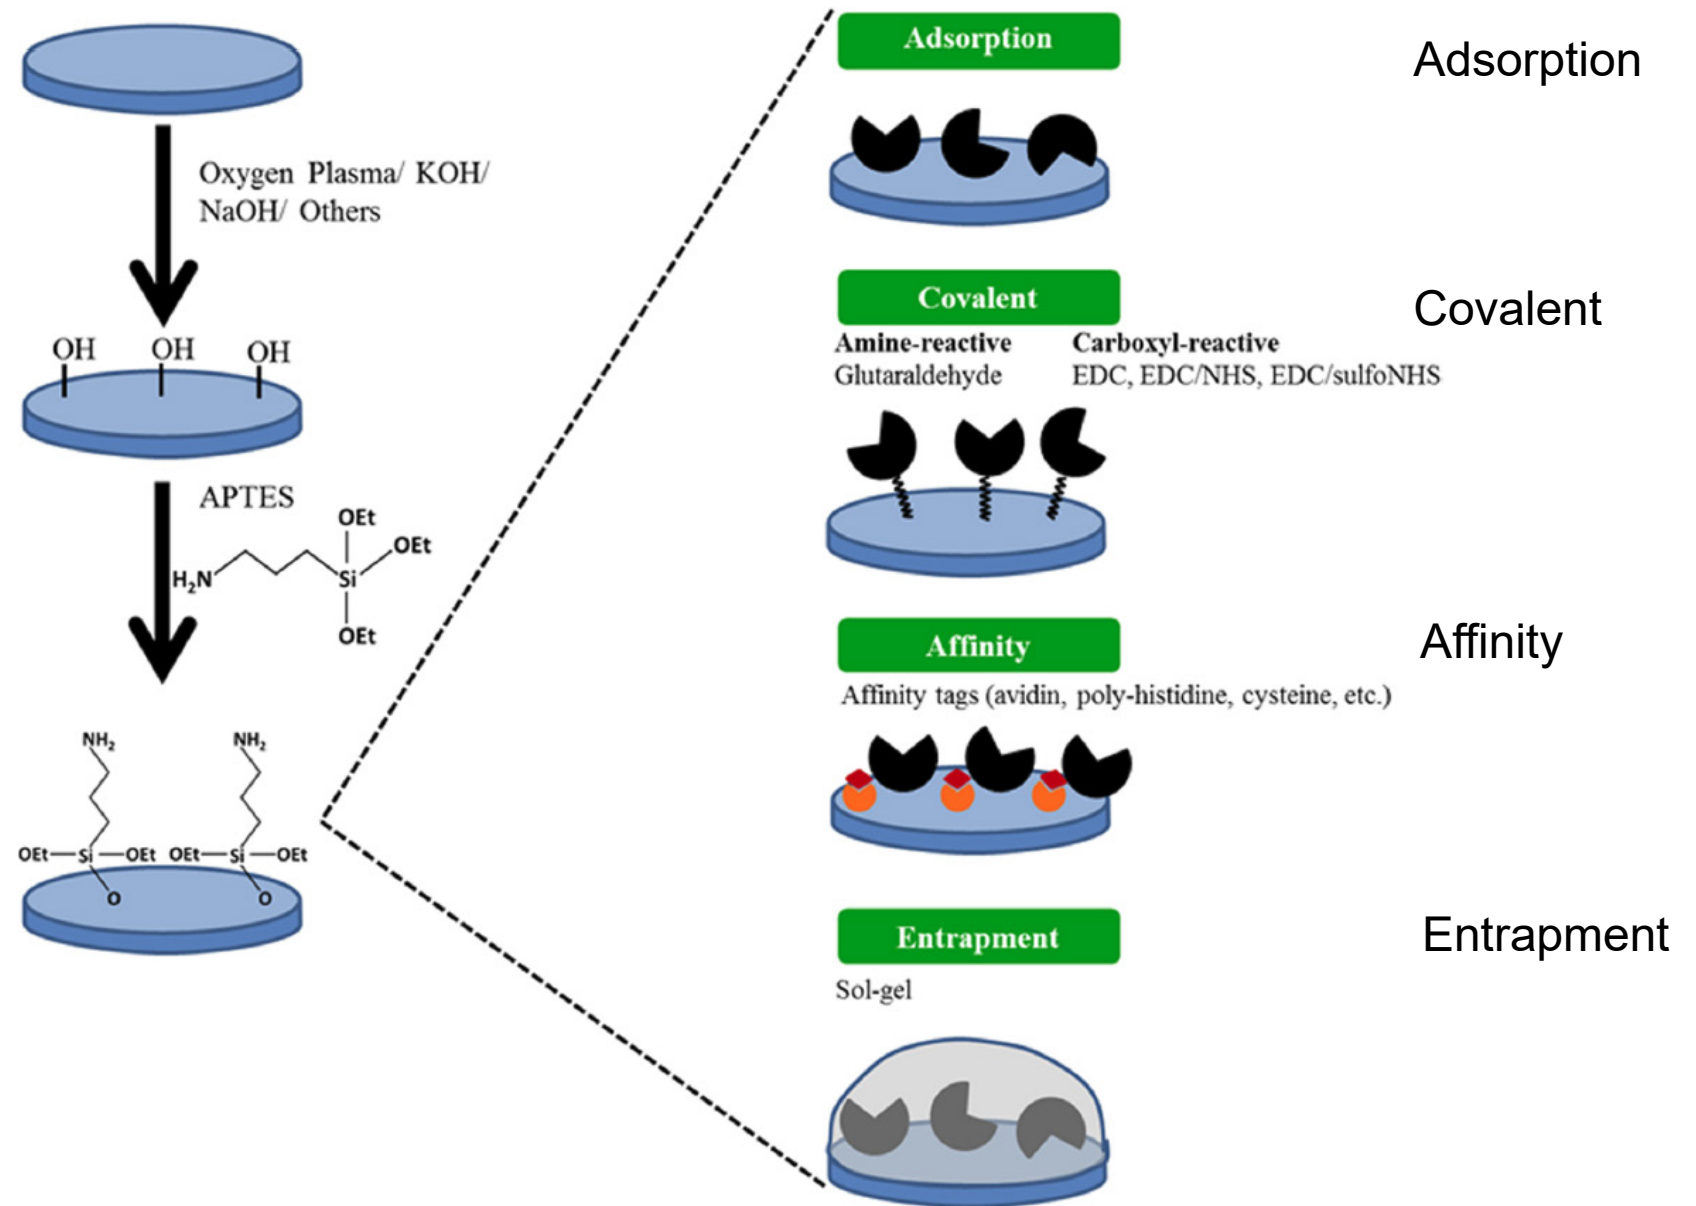 Oxygen Plasma/ KOH/
NaOH/ Others
OH OH OH
APTES
OEt
OEt
H₂N
Si
OEt
NH₂ NH₂
OEt Si OEt OEt Si OEt
O O
Adsorption
Adsorption
Covalent
Covalent
Amine-reactive Carboxyl-reactive
Glutaraldehyde EDC, EDC/NHS, EDC/sulfoNHS
Affinity
Affinity
Affinity tags (avidin, poly-histidine, cysteine, etc.)
Entrapment
Entrapment
Sol-gel